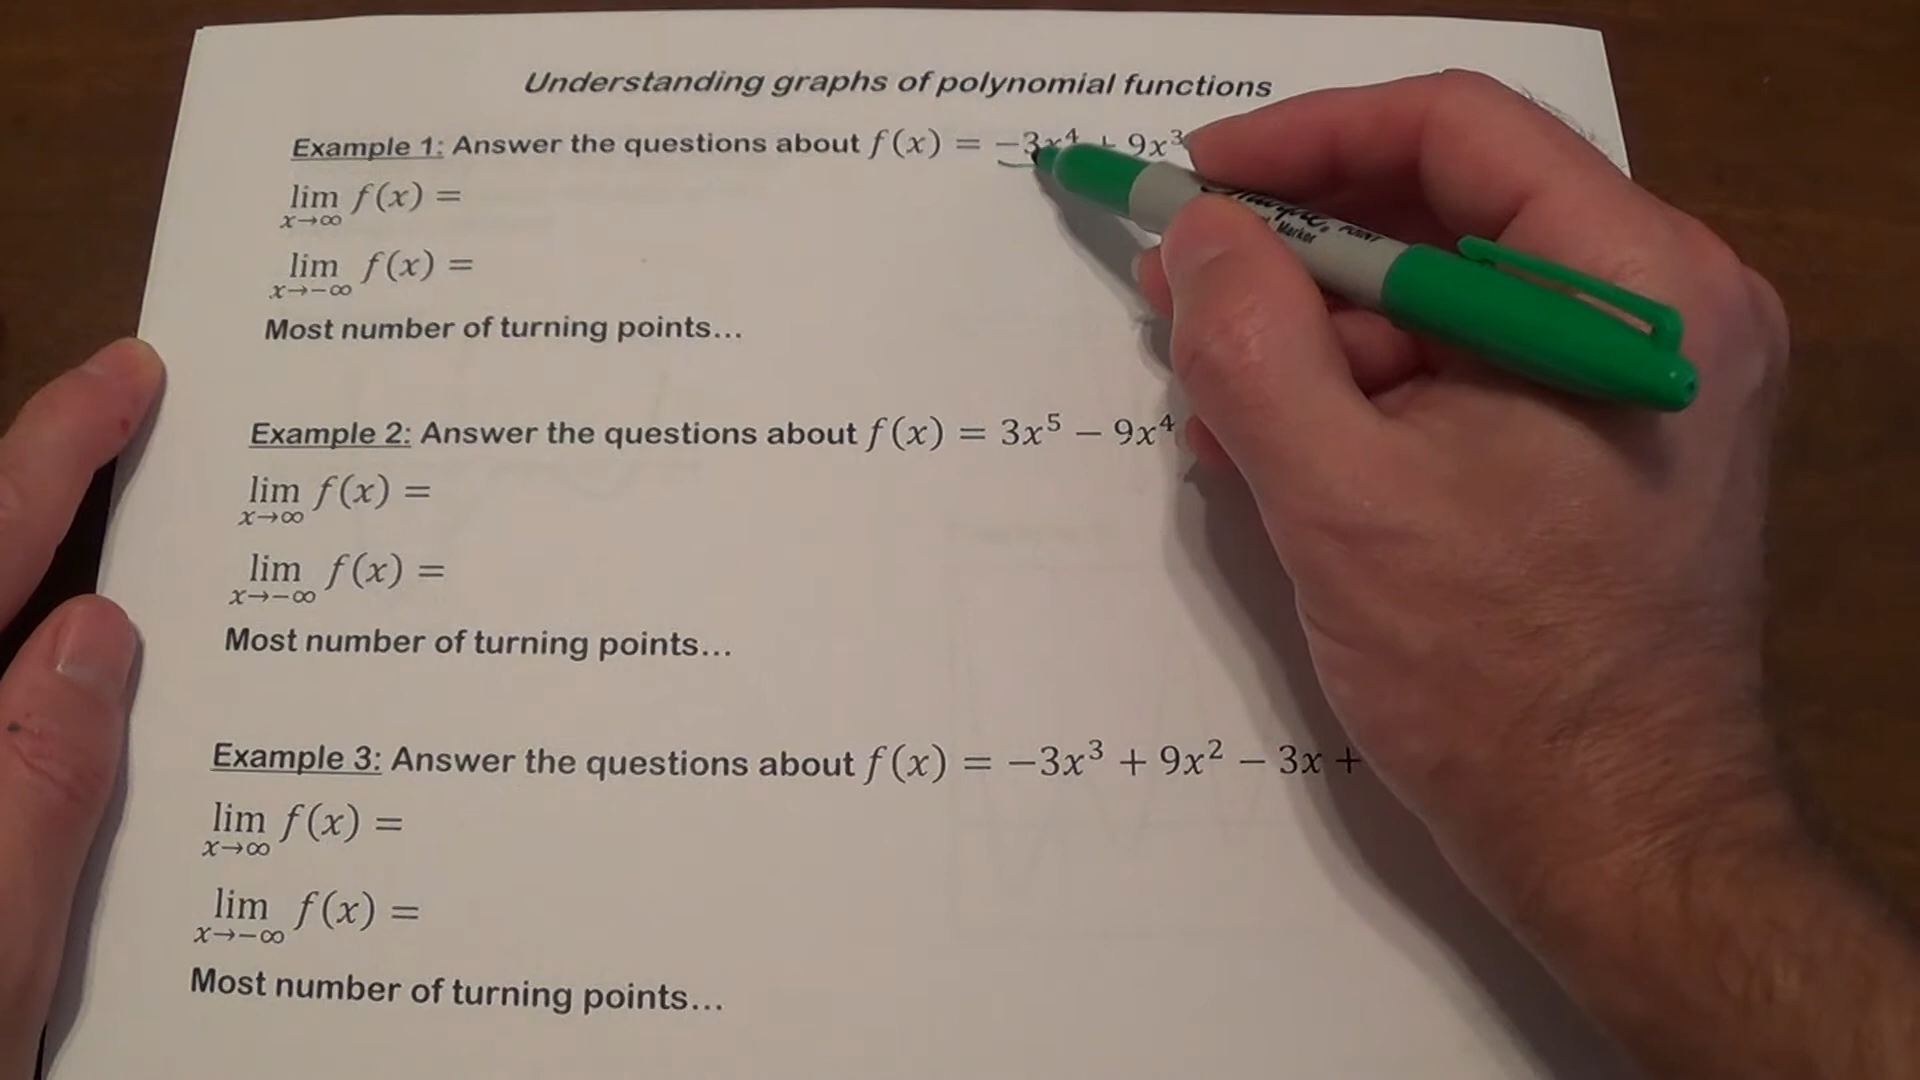 Understanding graphs of polynomial functions
Example 1: Answer the questions about f(x) = −3x⁴ + 9x³
lim f(x) =
x→∞
lim f(x) =
x→−∞
Most number of turning points…
Example 2: Answer the questions about f(x) = 3x⁵ − 9x⁴
lim f(x) =
x→∞
lim f(x) =
x→−∞
Most number of turning points…
Example 3: Answer the questions about f(x) = −3x³ + 9x² − 3x +
lim f(x) =
x→∞
lim f(x) =
x→−∞
Most number of turning points…
POINT
Marker